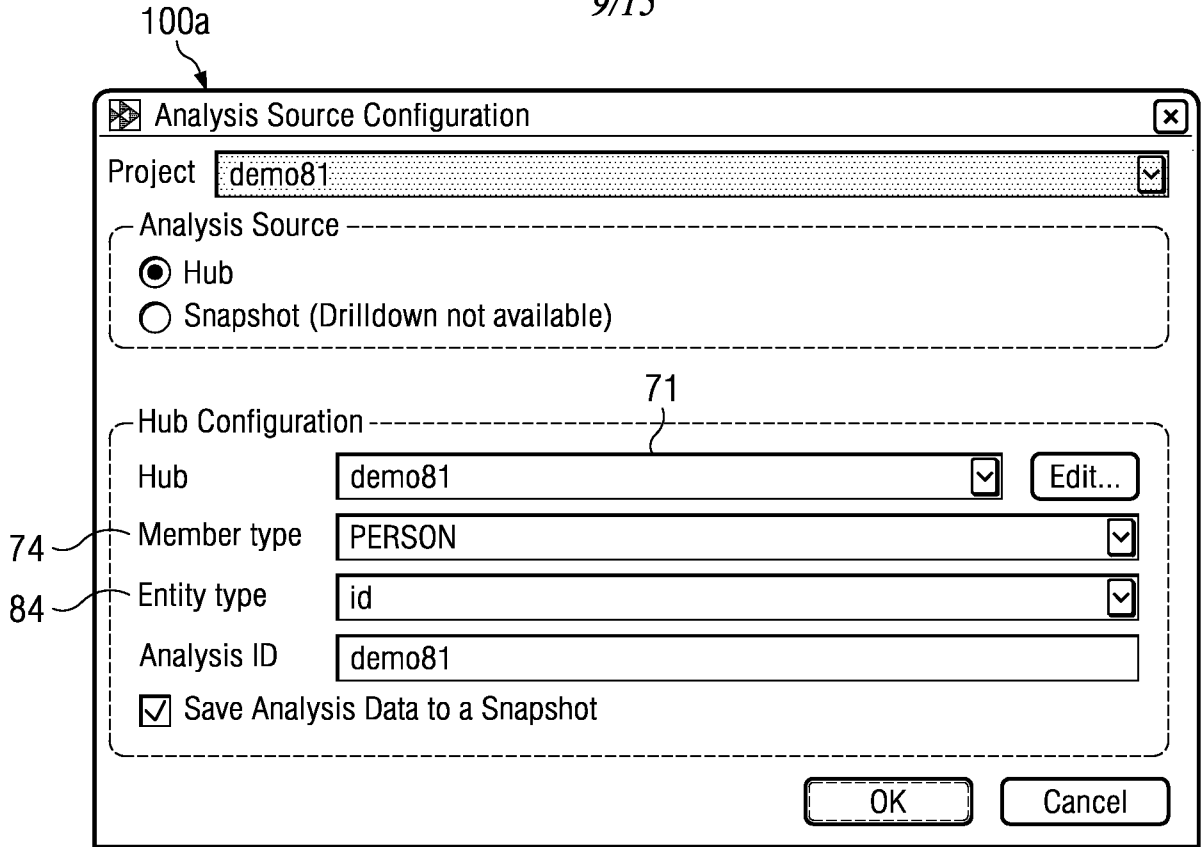 9/15
100a
Analysis Source Configuration
Project demo81
Analysis Source
Hub
Snapshot (Drilldown not available)
71
Hub Configuration
Hub demo81 Edit...
74 Member type PERSON
84 Entity type id
Analysis ID demo81
Save Analysis Data to a Snapshot
OK Cancel